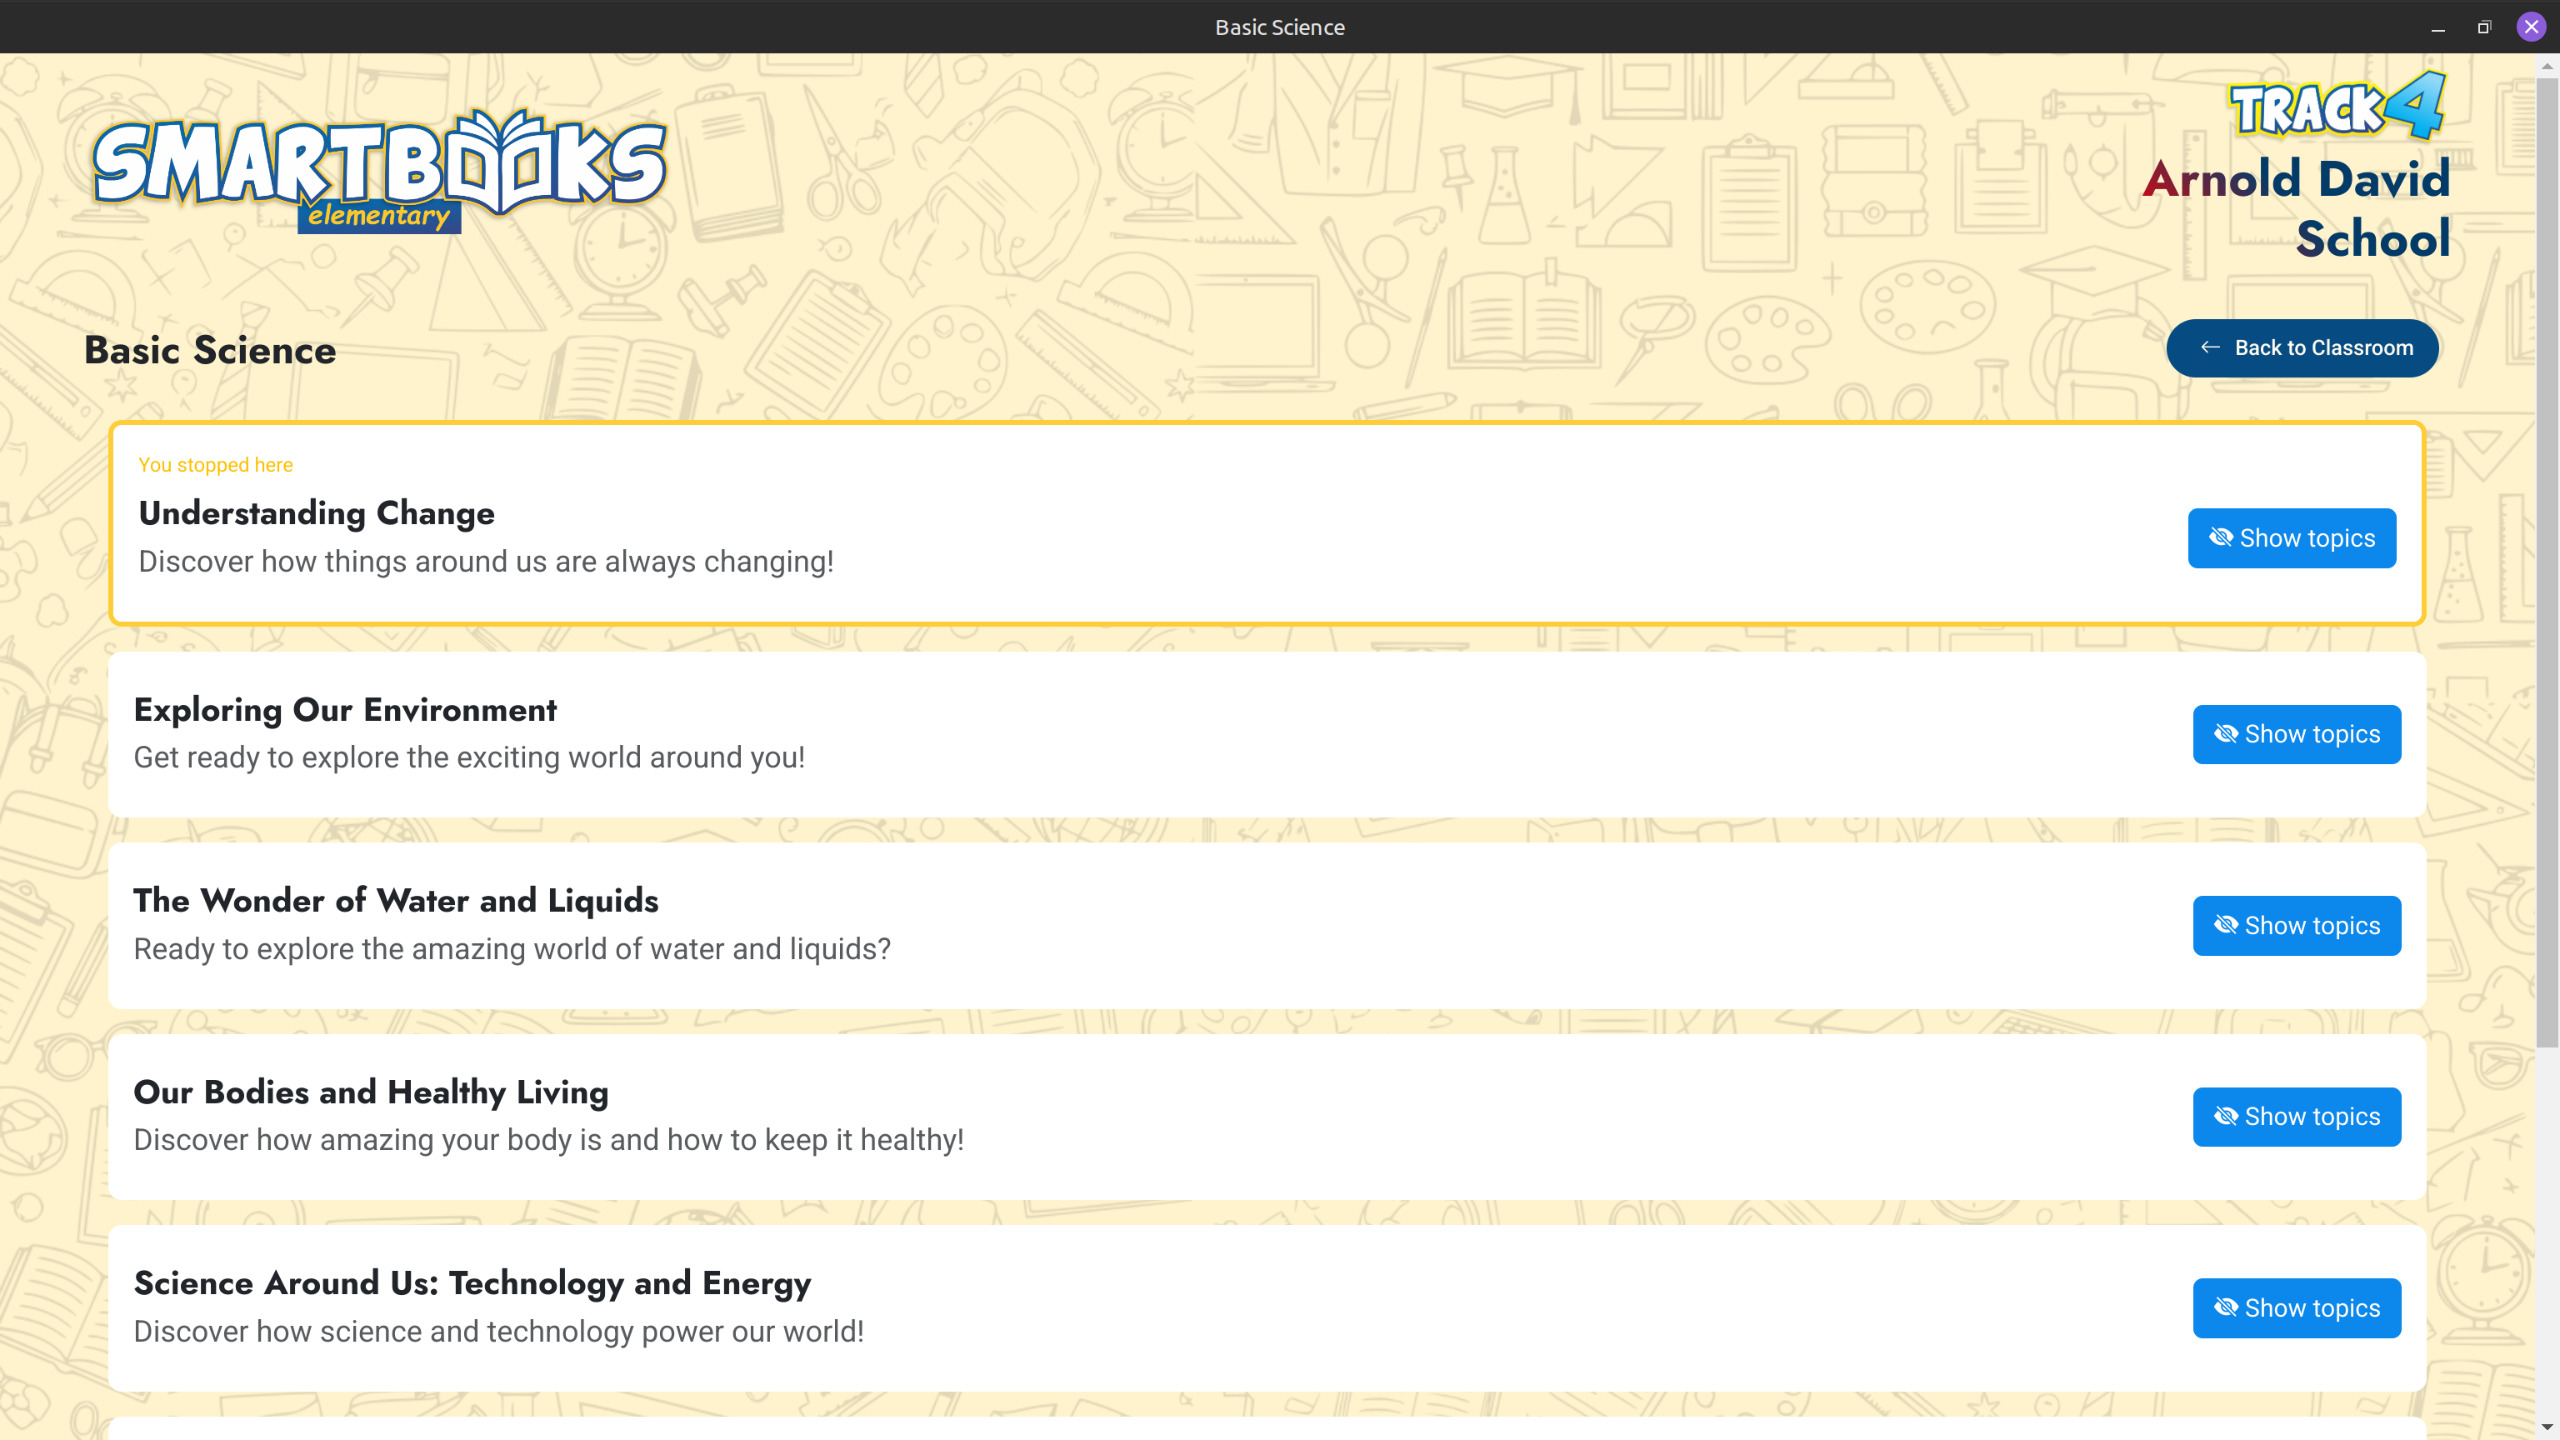 Basic Science
SMARTBOOKS
elementary
TRACK4
Arnold David
School
Basic Science
Back to Classroom
You stopped here
Understanding Change
Discover how things around us are always changing!
Show topics
Exploring Our Environment
Get ready to explore the exciting world around you!
Show topics
The Wonder of Water and Liquids
Ready to explore the amazing world of water and liquids?
Show topics
Our Bodies and Healthy Living
Discover how amazing your body is and how to keep it healthy!
Show topics
Science Around Us: Technology and Energy
Discover how science and technology power our world!
Show topics